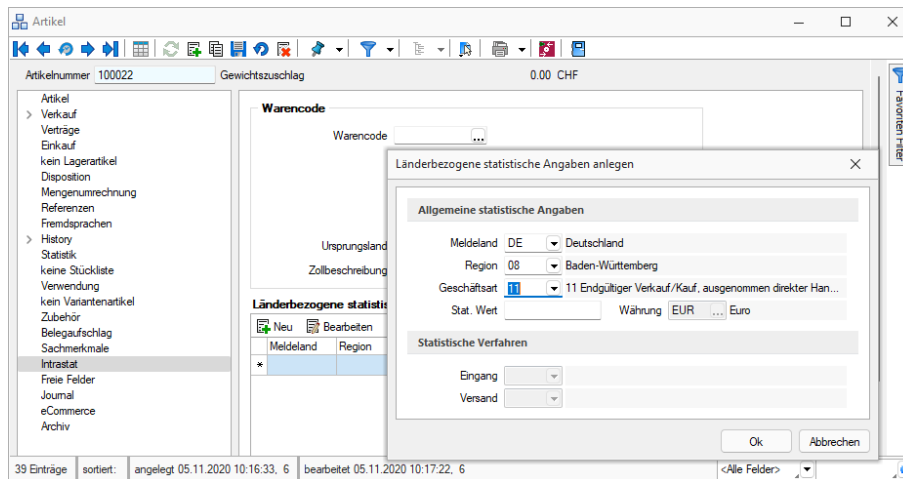 Artikel
Artikelnummer 100022 Gewichtszuschlag 0.00 CHF
Favoriten Filter
Artikel
Verkauf
Verträge
Einkauf
kein Lagerartikel
Disposition
Mengenumrechnung
Referenzen
Fremdsprachen
History
Statistik
keine Stückliste
Verwendung
kein Variantenartikel
Zubehör
Belegaufschlag
Sachmerkmale
Intrastat
Freie Felder
Journal
eCommerce
Archiv
Warencode
Warencode ...
Ursprungsland
Zollbeschreibung
Länderbezogene statistis
Neu Bearbeiten
Meldeland Region
*
Länderbezogene statistische Angaben anlegen
Allgemeine statistische Angaben
Meldeland DE Deutschland
Region 08 Baden-Württemberg
Geschäftsart 11 11 Endgültiger Verkauf/Kauf, ausgenommen direkter Han...
Stat. Wert Währung EUR ... Euro
Statistische Verfahren
Eingang
Versand
Ok Abbrechen
39 Einträge sortiert: angelegt 05.11.2020 10:16:33, 6 bearbeitet 05.11.2020 10:17:22, 6 <Alle Felder>